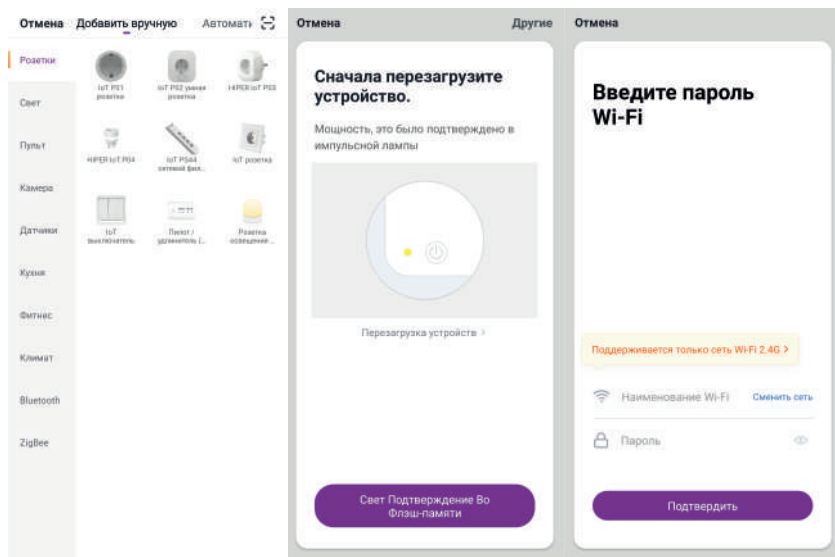 Отмена
Добавить вручную
Автомати
Розетки
Свет
Пульт
Камера
Датчики
Кухня
Фитнес
Климат
Bluetooth
ZigBee
IoT PS1
розетка
IoT PS2 умная
розетка
HIPER IoT P03
HIPER IoT P04
IoT PS44
сетевой фил...
IoT розетка
IoT
выключатель
Пилот /
удлинитель (...
Розетка
освещение ...
Отмена
Другие
Сначала перезагрузите
устройство.
Мощность, это было подтверждено в
импульсной лампы
Перезагрузка устройств >
Свет Подтверждение Во
Флэш-памяти
Отмена
Введите пароль
Wi-Fi
Поддерживается только сеть Wi-Fi 2.4G >
Наименование Wi-Fi
Сменить сеть
Пароль
Подтвердить